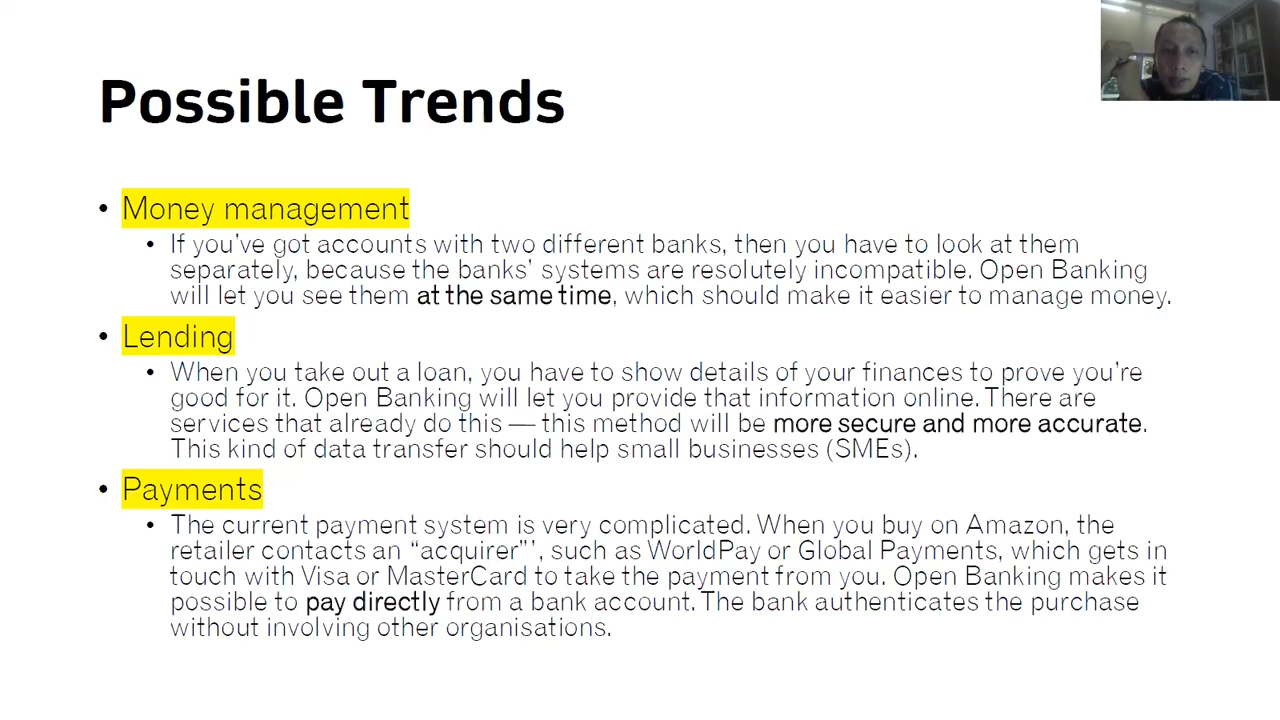 Possible Trends
• Money management
• If you've got accounts with two different banks, then you have to look at them
separately, because the banks' systems are resolutely incompatible. Open Banking
will let you see them at the same time, which should make it easier to manage money.
• Lending
• When you take out a loan, you have to show details of your finances to prove you're
good for it. Open Banking will let you provide that information online. There are
services that already do this — this method will be more secure and more accurate.
This kind of data transfer should help small businesses (SMEs).
• Payments
• The current payment system is very complicated. When you buy on Amazon, the
retailer contacts an “acquirer”’, such as WorldPay or Global Payments, which gets in
touch with Visa or MasterCard to take the payment from you. Open Banking makes it
possible to pay directly from a bank account. The bank authenticates the purchase
without involving other organisations.